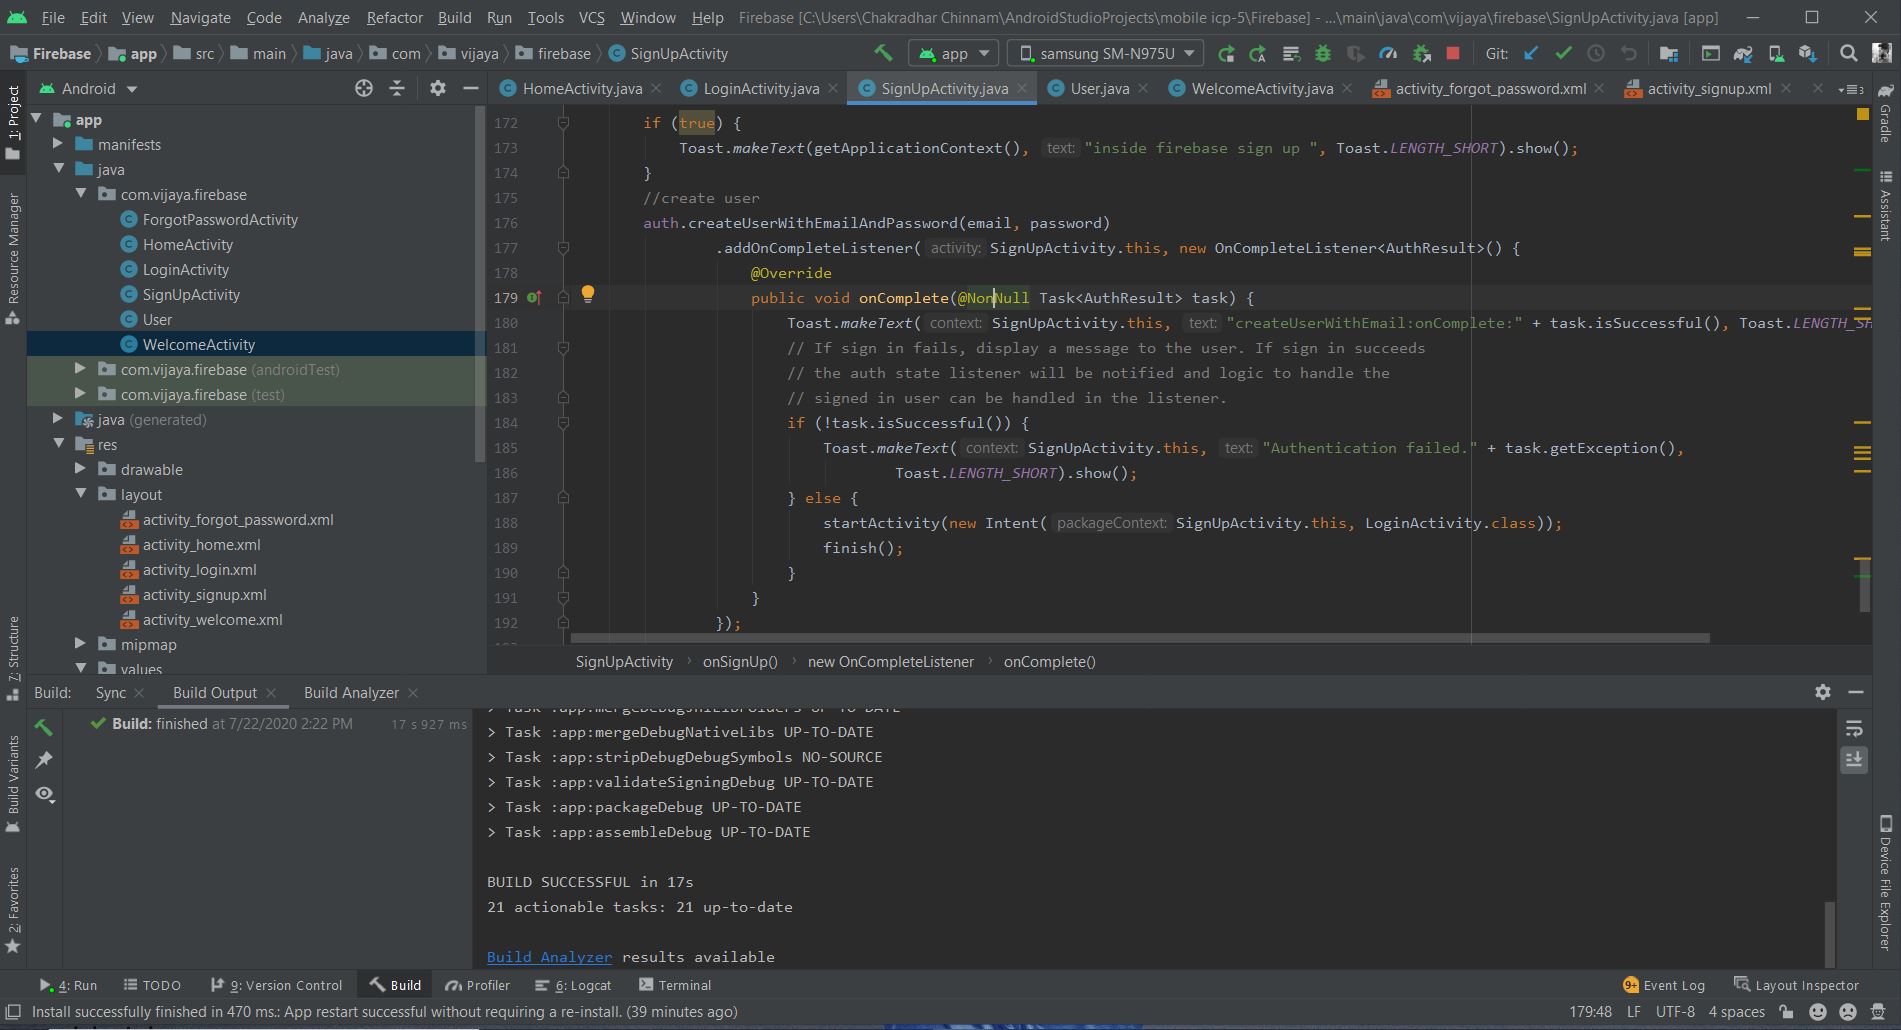 File Edit View Navigate Code Analyze Refactor Build Run Tools VCS Window Help Firebase [C:\Users\Chakradhar Chinnam\AndroidStudioProjects\mobile icp-5\Firebase] - ...\main\java\com\vijaya\firebase\SignUpActivity.java [app]
Firebase app src main java com vijaya firebase SignUpActivity app samsung SM-N975U Git:
Android
HomeActivity.java LoginActivity.java SignUpActivity.java User.java WelcomeActivity.java activity_forgot_password.xml activity_signup.xml 3
1: Project
Resource Manager
7: Structure
Build Variants
2: Favorites
app
manifests
java
com.vijaya.firebase
ForgotPasswordActivity
HomeActivity
LoginActivity
SignUpActivity
User
WelcomeActivity
com.vijaya.firebase (androidTest)
com.vijaya.firebase (test)
java (generated)
res
drawable
layout
activity_forgot_password.xml
activity_home.xml
activity_login.xml
activity_signup.xml
activity_welcome.xml
mipmap
values
172 if (true) {
173 Toast.makeText(getApplicationContext(), text: "inside firebase sign up ", Toast.LENGTH_SHORT).show();
174 }
175 //create user
176 auth.createUserWithEmailAndPassword(email, password)
177 .addOnCompleteListener( activity: SignUpActivity.this, new OnCompleteListener<AuthResult>() {
178 @Override
179 public void onComplete(@NonNull Task<AuthResult> task) {
180 Toast.makeText( context: SignUpActivity.this, text: "createUserWithEmail:onComplete:" + task.isSuccessful(), Toast.LENGTH_SH
181 // If sign in fails, display a message to the user. If sign in succeeds
182 // the auth state listener will be notified and logic to handle the
183 // signed in user can be handled in the listener.
184 if (!task.isSuccessful()) {
185 Toast.makeText( context: SignUpActivity.this, text: "Authentication failed." + task.getException(),
186 Toast.LENGTH_SHORT).show();
187 } else {
188 startActivity(new Intent( packageContext: SignUpActivity.this, LoginActivity.class));
189 finish();
190 }
191 }
192 });
SignUpActivity onSignUp() new OnCompleteListener onComplete()
Gradle
Assistant
Device File Explorer
Build: Sync Build Output Build Analyzer
Build: finished at 7/22/2020 2:22 PM 17 s 927 ms
> Task :app:mergeDebugJniLibFolders UP-TO-DATE
> Task :app:mergeDebugNativeLibs UP-TO-DATE
> Task :app:stripDebugDebugSymbols NO-SOURCE
> Task :app:validateSigningDebug UP-TO-DATE
> Task :app:packageDebug UP-TO-DATE
> Task :app:assembleDebug UP-TO-DATE
BUILD SUCCESSFUL in 17s
21 actionable tasks: 21 up-to-date
Build Analyzer results available
4: Run TODO 9: Version Control Build Profiler 6: Logcat Terminal 9+ Event Log Layout Inspector
Install successfully finished in 470 ms.: App restart successful without requiring a re-install. (39 minutes ago) 179:48 LF UTF-8 4 spaces